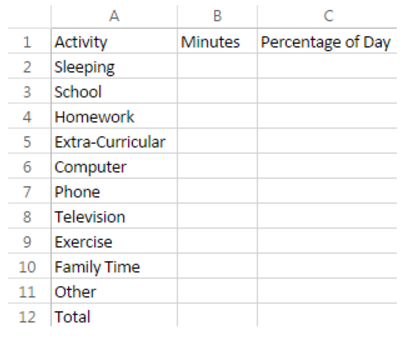 A B C
1 Activity Minutes Percentage of Day
2 Sleeping
3 School
4 Homework
5 Extra-Curricular
6 Computer
7 Phone
8 Television
9 Exercise
10 Family Time
11 Other
12 Total